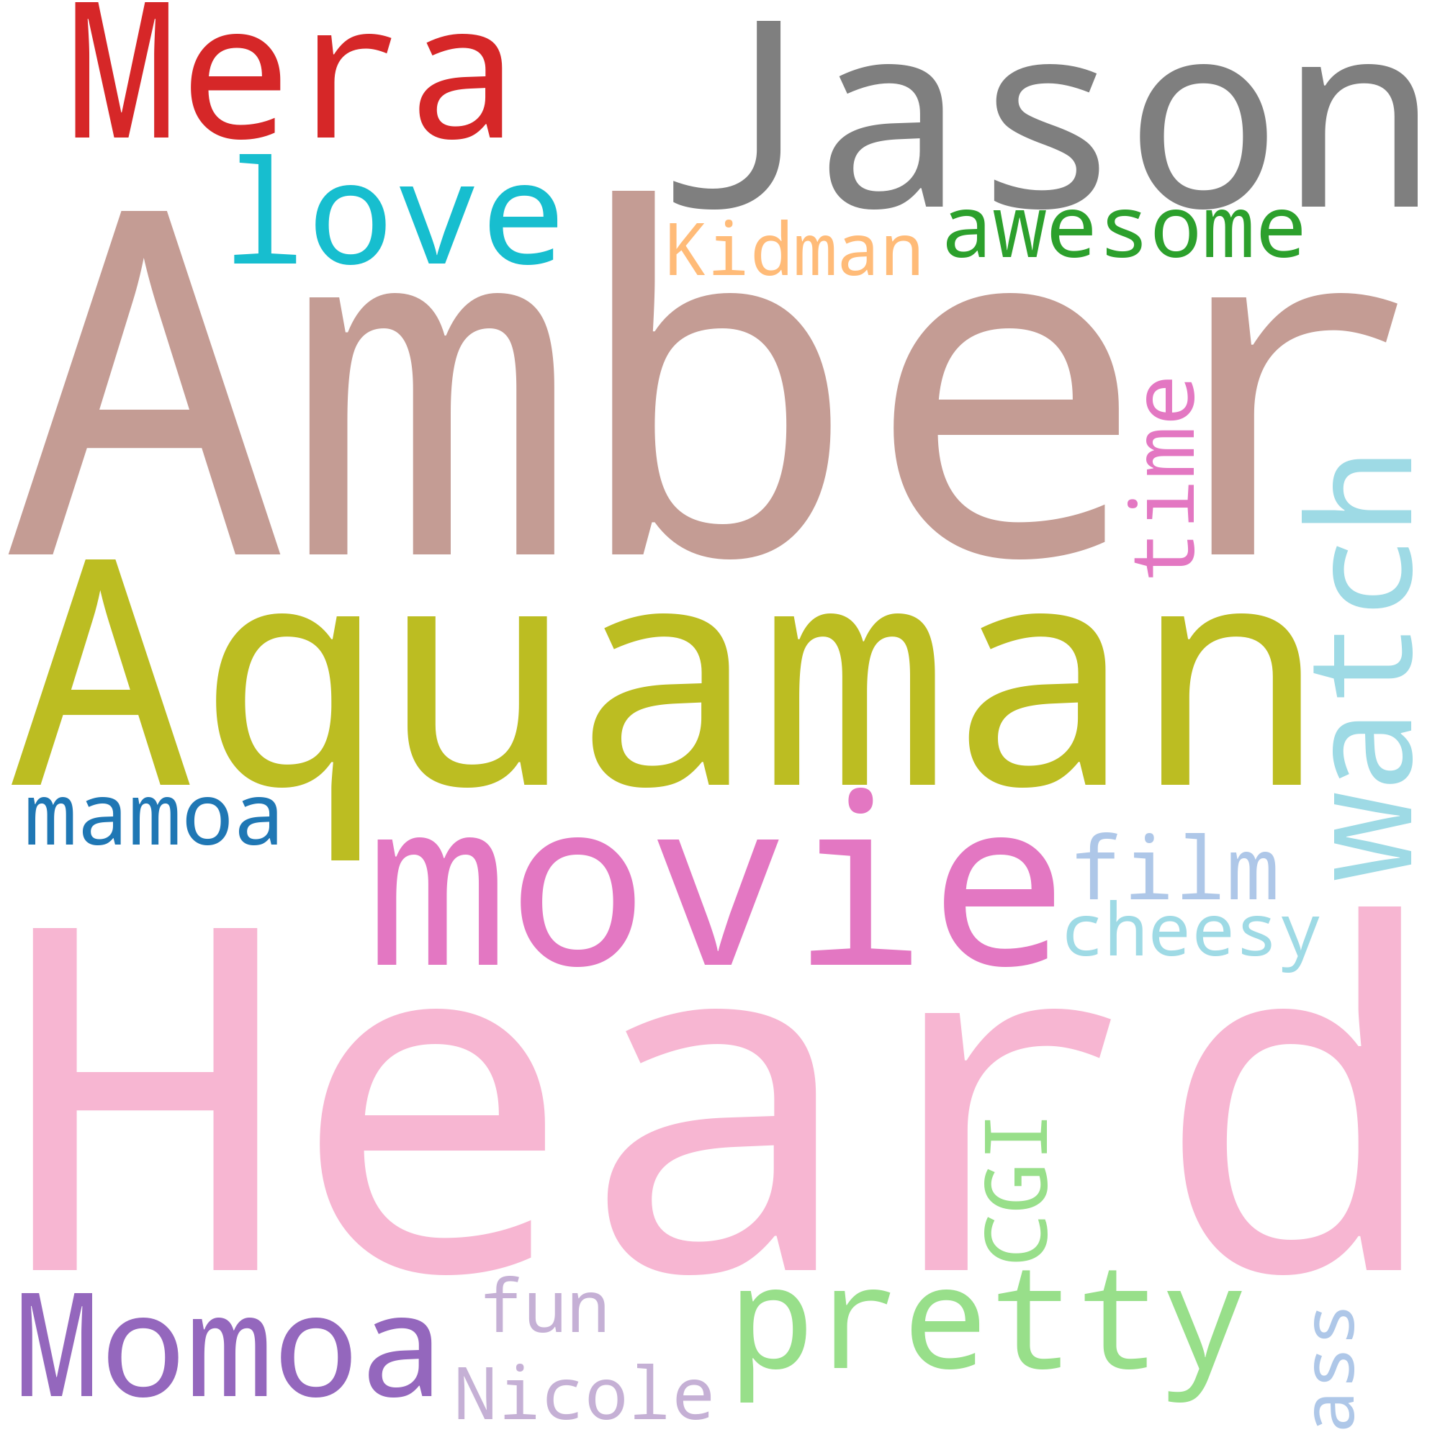 Mera
Jason
love
Kidman
awesome
Amber
time
watch
Aquaman
mamoa
movie
film
cheesy
Heard
CGI
Momoa
fun
pretty
Nicole
ass